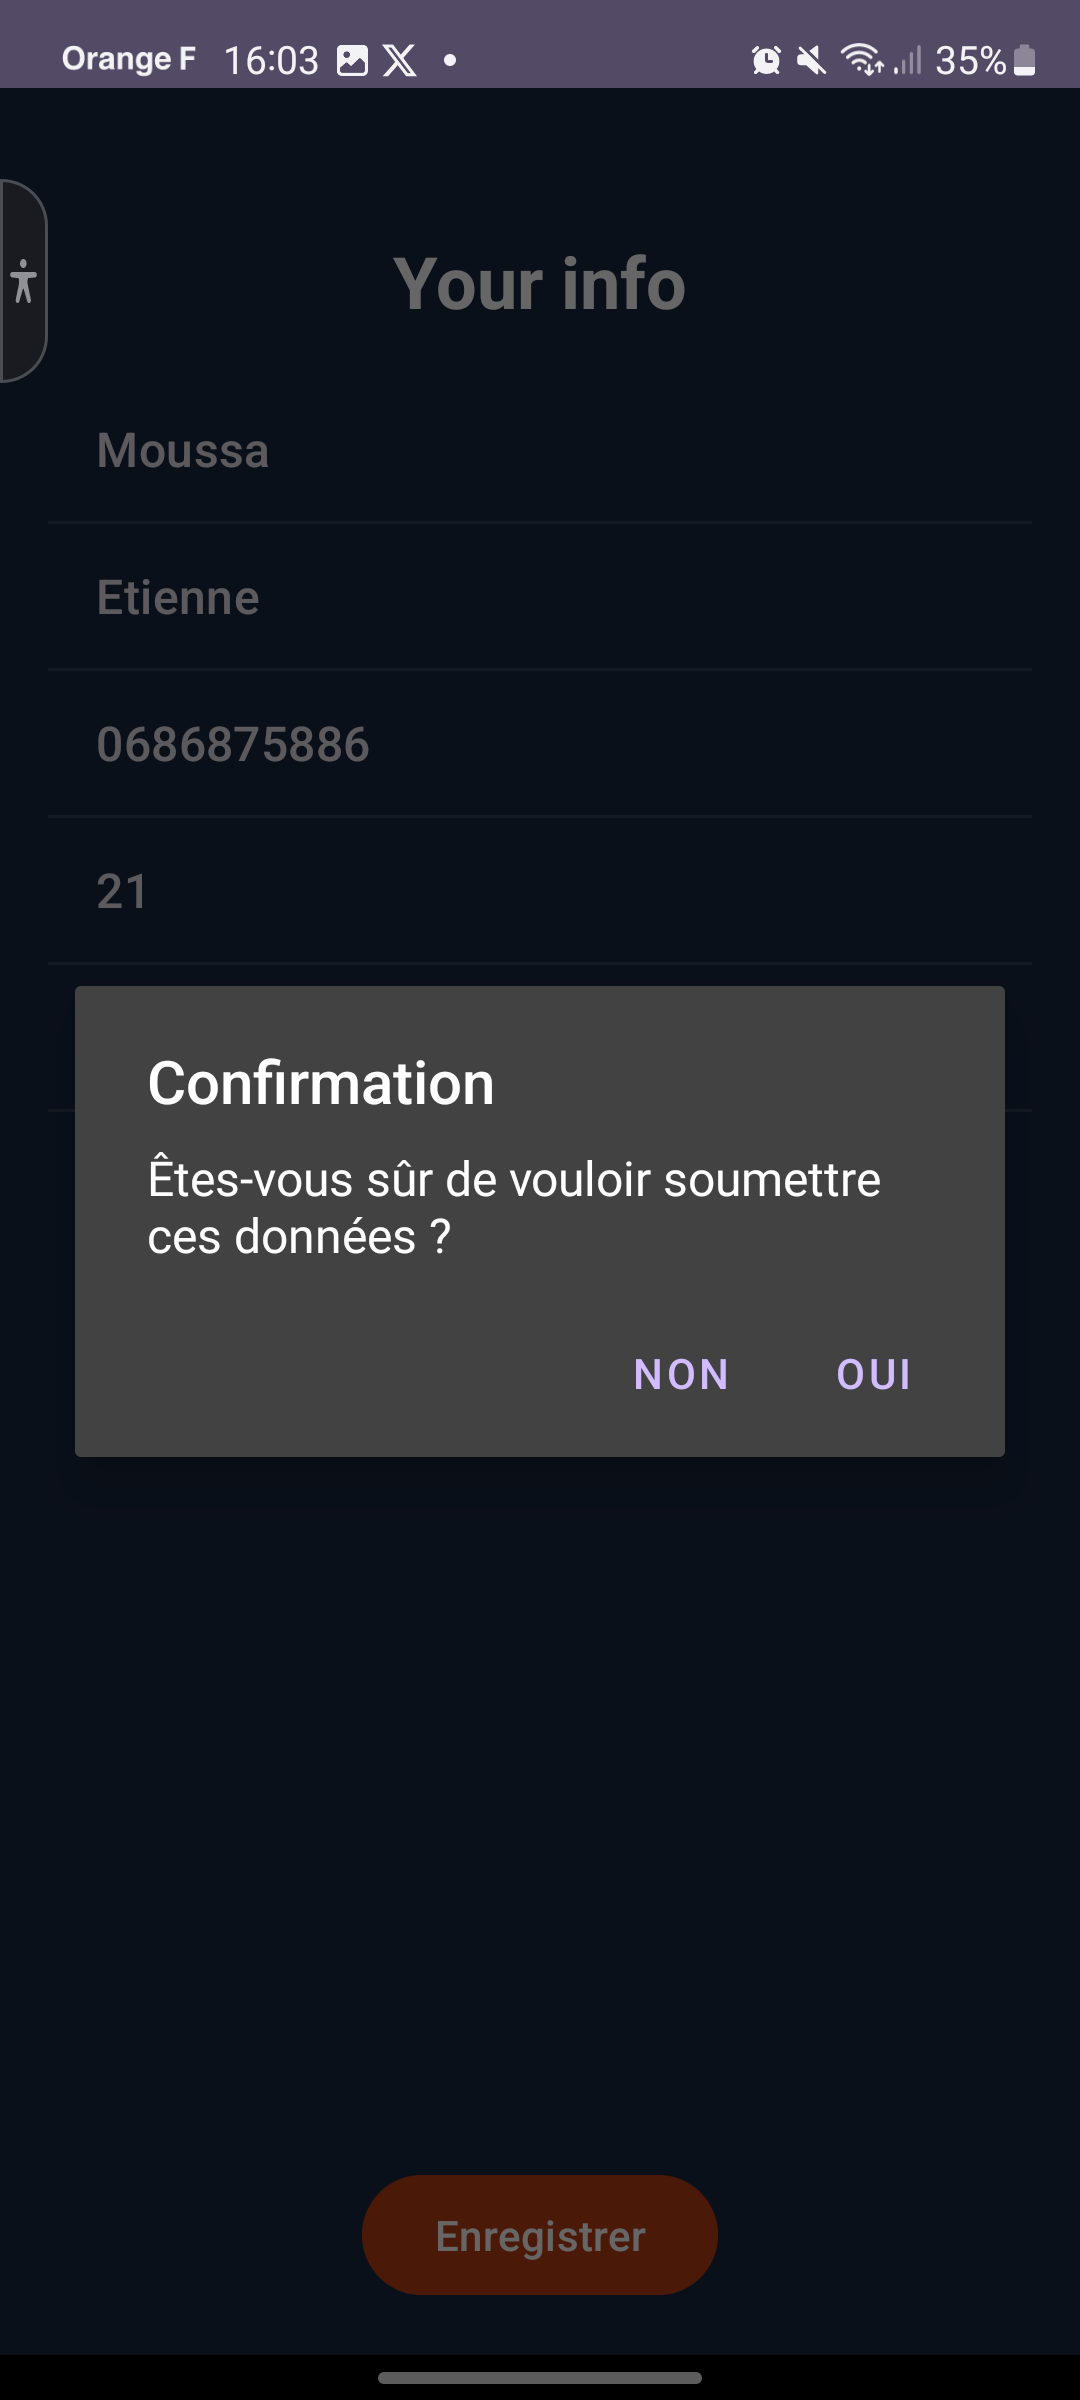 Orange F 16:03 35%
Your info
Moussa
Etienne
0686875886
21
Confirmation
Êtes-vous sûr de vouloir soumettre
ces données ?
NON OUI
Enregistrer